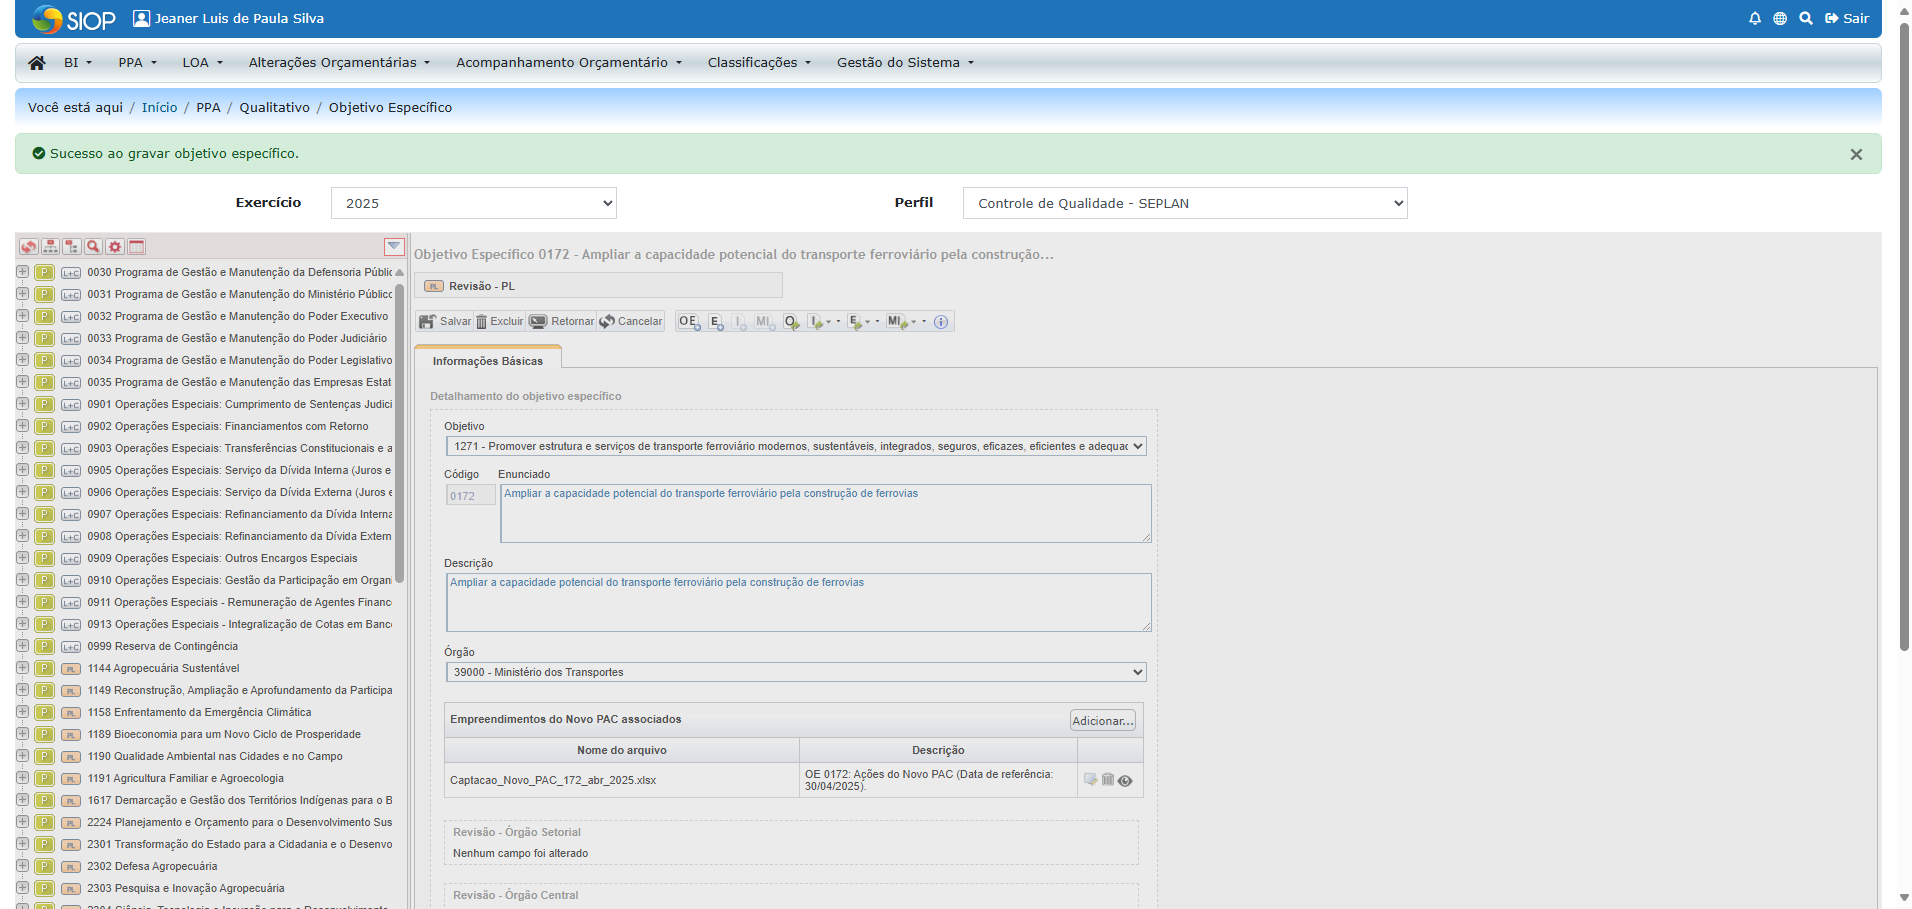 SIOP Jeaner Luis de Paula Silva Sair
BI PPA LOA Alterações Orçamentárias Acompanhamento Orçamentário Classificações Gestão do Sistema
Você está aqui / Início / PPA / Qualitativo / Objetivo Específico
Sucesso ao gravar objetivo específico.
Exercício 2025 Perfil Controle de Qualidade - SEPLAN
P L+C 0030 Programa de Gestão e Manutenção da Defensoria Públic
P L+C 0031 Programa de Gestão e Manutenção do Ministério Público
P L+C 0032 Programa de Gestão e Manutenção do Poder Executivo
P L+C 0033 Programa de Gestão e Manutenção do Poder Judiciário
P L+C 0034 Programa de Gestão e Manutenção do Poder Legislativo
P L+C 0035 Programa de Gestão e Manutenção das Empresas Estat
P L+C 0901 Operações Especiais: Cumprimento de Sentenças Judici
P L+C 0902 Operações Especiais: Financiamentos com Retorno
P L+C 0903 Operações Especiais: Transferências Constitucionais e a
P L+C 0905 Operações Especiais: Serviço da Dívida Interna (Juros e
P L+C 0906 Operações Especiais: Serviço da Dívida Externa (Juros e
P L+C 0907 Operações Especiais: Refinanciamento da Dívida Interna
P L+C 0908 Operações Especiais: Refinanciamento da Dívida Extern
P L+C 0909 Operações Especiais: Outros Encargos Especiais
P L+C 0910 Operações Especiais: Gestão da Participação em Organ
P L+C 0911 Operações Especiais - Remuneração de Agentes Financ
P L+C 0913 Operações Especiais - Integralização de Cotas em Banc
P L+C 0999 Reserva de Contingência
P PL 1144 Agropecuária Sustentável
P PL 1149 Reconstrução, Ampliação e Aprofundamento da Participa
P PL 1158 Enfrentamento da Emergência Climática
P PL 1189 Bioeconomia para um Novo Ciclo de Prosperidade
P PL 1190 Qualidade Ambiental nas Cidades e no Campo
P PL 1191 Agricultura Familiar e Agroecologia
P PL 1617 Demarcação e Gestão dos Territórios Indígenas para o B
P PL 2224 Planejamento e Orçamento para o Desenvolvimento Sus
P PL 2301 Transformação do Estado para a Cidadania e o Desenvo
P PL 2302 Defesa Agropecuária
P PL 2303 Pesquisa e Inovação Agropecuária
Objetivo Específico 0172 - Ampliar a capacidade potencial do transporte ferroviário pela construção...
PL Revisão - PL
Salvar Excluir Retornar Cancelar OE E I MI O I E MI
Informações Básicas
Detalhamento do objetivo específico
Objetivo
1271 - Promover estrutura e serviços de transporte ferroviário modernos, sustentáveis, integrados, seguros, eficazes, eficientes e adequac
Código Enunciado
0172 Ampliar a capacidade potencial do transporte ferroviário pela construção de ferrovias
Descrição
Ampliar a capacidade potencial do transporte ferroviário pela construção de ferrovias
Órgão
39000 - Ministério dos Transportes
Empreendimentos do Novo PAC associados Adicionar...
Nome do arquivo Descrição
Captacao_Novo_PAC_172_abr_2025.xlsx OE 0172: Ações do Novo PAC (Data de referência:
30/04/2025).
Revisão - Órgão Setorial
Nenhum campo foi alterado
Revisão - Órgão Central